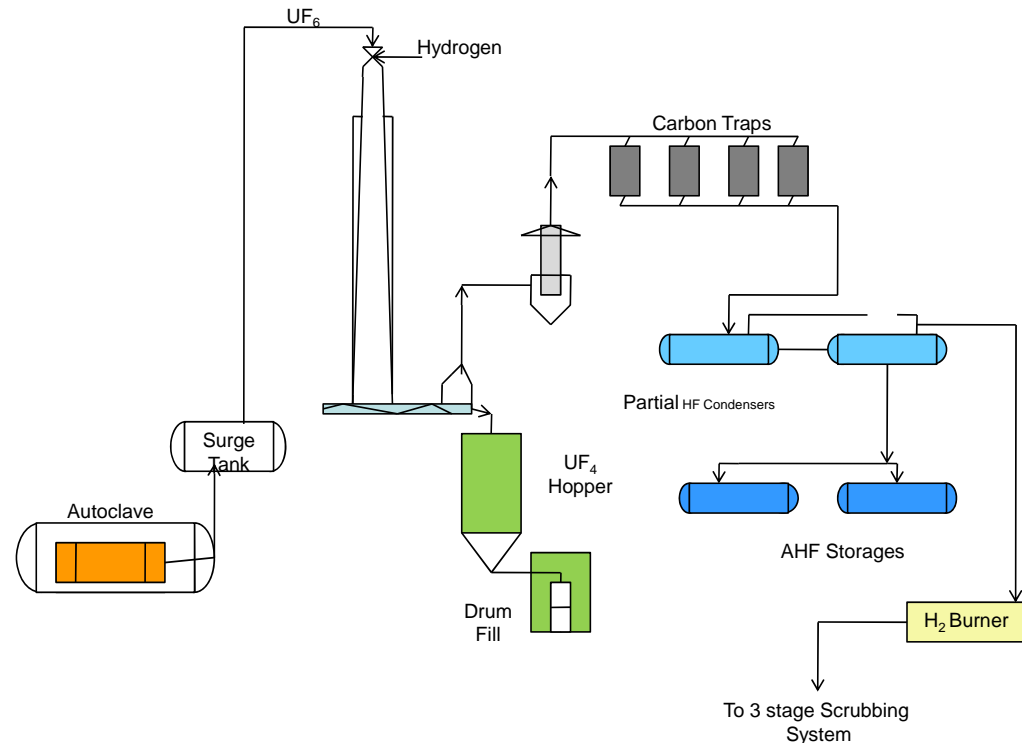 UF₆
Hydrogen
Carbon Traps
Partial HF Condensers
Surge
Tank
UF₄
Hopper
Autoclave
AHF Storages
Drum
Fill
H₂ Burner
To 3 stage Scrubbing
System